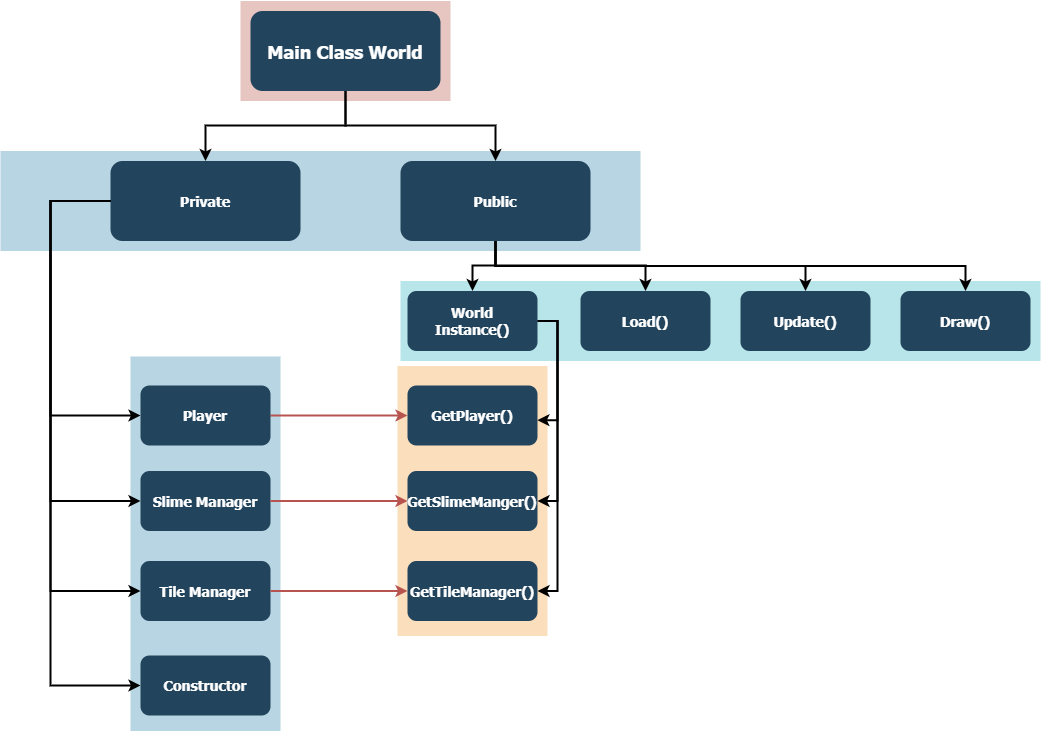 Main Class World
Private
Public
World
Instance()
Load()
Update()
Draw()
Player
GetPlayer()
Slime Manager
GetSlimeManger()
Tile Manager
GetTileManager()
Constructor